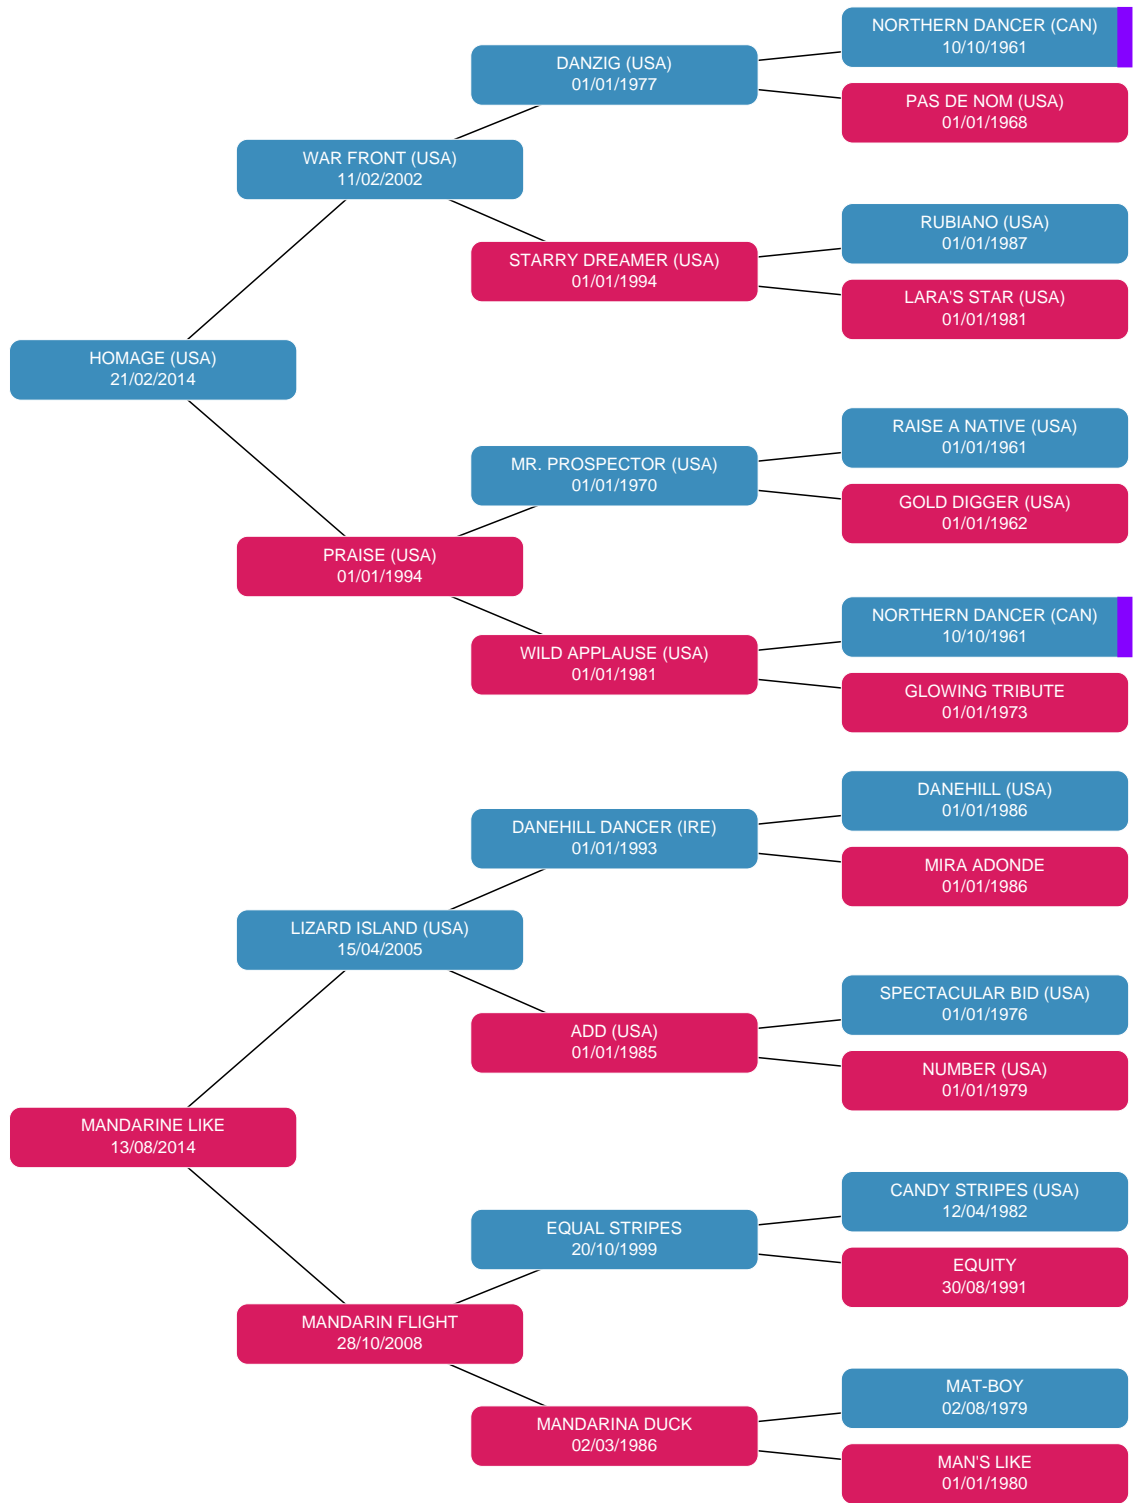 NORTHERN DANCER (CAN)
10/10/1961
DANZIG (USA)
01/01/1977
PAS DE NOM (USA)
01/01/1968
WAR FRONT (USA)
11/02/2002
RUBIANO (USA)
01/01/1987
STARRY DREAMER (USA)
01/01/1994
LARA'S STAR (USA)
01/01/1981
HOMAGE (USA)
21/02/2014
RAISE A NATIVE (USA)
01/01/1961
MR. PROSPECTOR (USA)
01/01/1970
GOLD DIGGER (USA)
01/01/1962
PRAISE (USA)
01/01/1994
NORTHERN DANCER (CAN)
10/10/1961
WILD APPLAUSE (USA)
01/01/1981
GLOWING TRIBUTE
01/01/1973
DANEHILL (USA)
01/01/1986
DANEHILL DANCER (IRE)
01/01/1993
MIRA ADONDE
01/01/1986
LIZARD ISLAND (USA)
15/04/2005
SPECTACULAR BID (USA)
01/01/1976
ADD (USA)
01/01/1985
NUMBER (USA)
01/01/1979
MANDARINE LIKE
13/08/2014
CANDY STRIPES (USA)
12/04/1982
EQUAL STRIPES
20/10/1999
EQUITY
30/08/1991
MANDARIN FLIGHT
28/10/2008
MAT-BOY
02/08/1979
MANDARINA DUCK
02/03/1986
MAN'S LIKE
01/01/1980